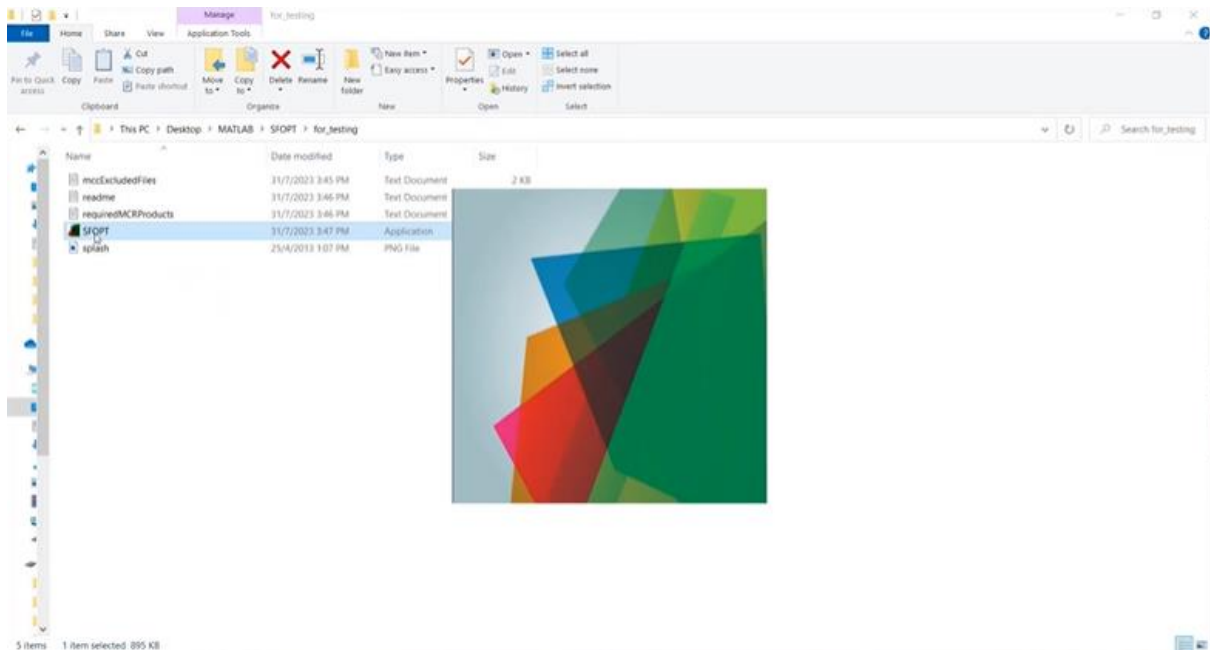 Manage for_testing
File Home Share View Application Tools
Pin to Quick access
Copy
Paste
Cut
Copy path
Paste shortcut
Move to
Copy to
Delete
Rename
New folder
New item
Easy access
Properties
Open
Edit
History
Select all
Select none
Invert selection
Clipboard Organize New Open Select
This PC Desktop MATLAB SFOPT for_testing Search for_testing
Name Date modified Type Size
mccExcludedFiles 31/7/2023 3:45 PM Text Document 2 KB
readme 31/7/2023 3:46 PM Text Document
requiredMCRProducts 31/7/2023 3:46 PM Text Document
SFOPT 31/7/2023 3:47 PM Application
splash 25/4/2013 1:07 PM PNG File
5 items 1 item selected 895 KB